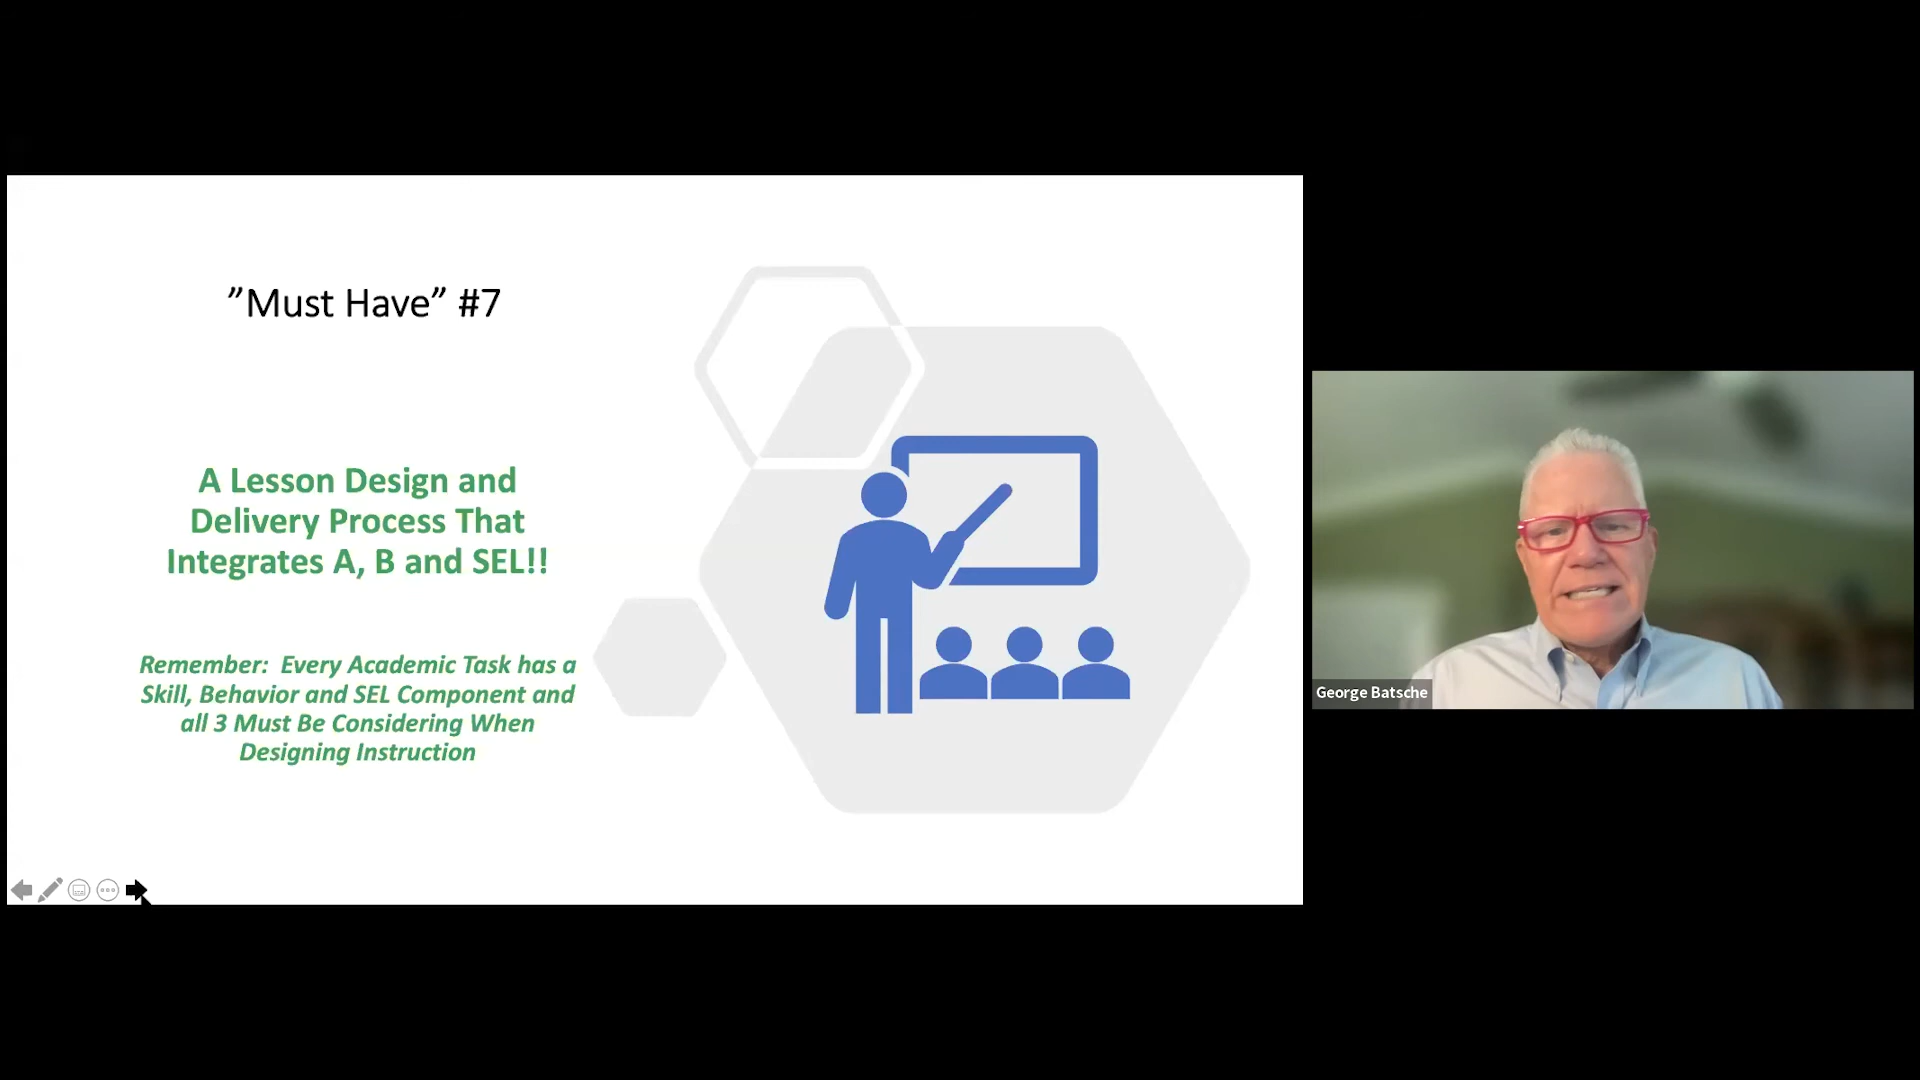 ”Must Have” #7
A Lesson Design and
Delivery Process That
Integrates A, B and SEL!!
Remember:  Every Academic Task has a
Skill, Behavior and SEL Component and
all 3 Must Be Considering When
Designing Instruction
George Batsche